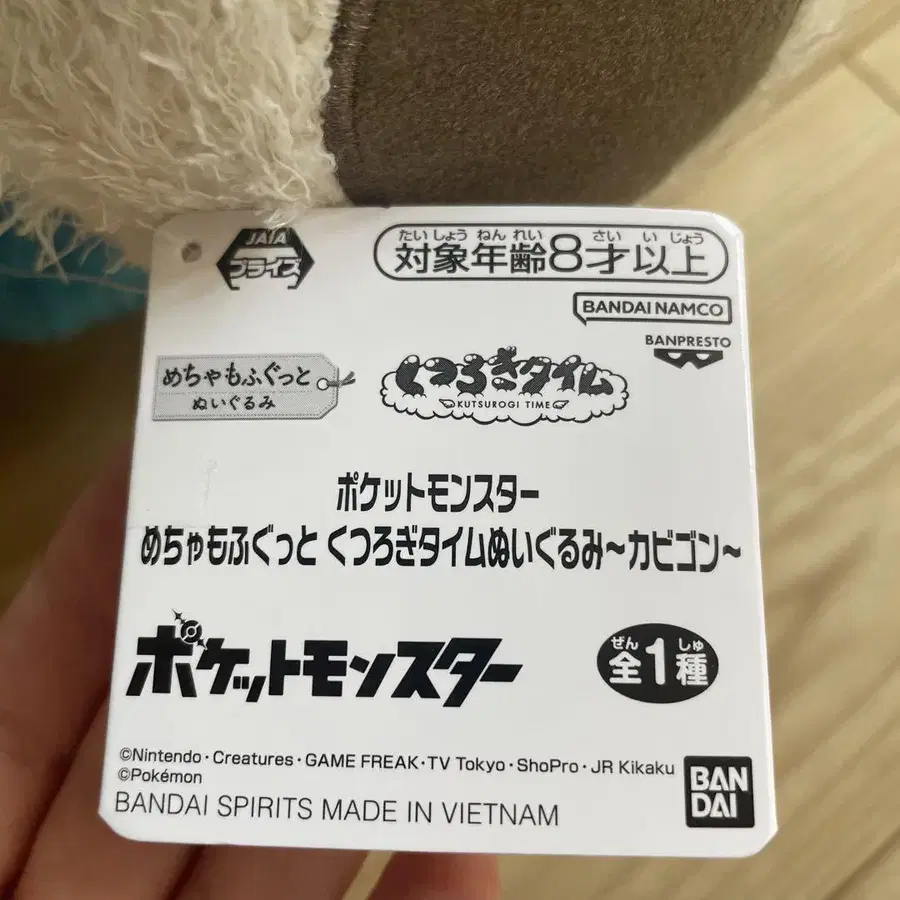 JAIA
プライズ
たいしょうねんれい さいいじょう
対象年齢8才以上
BANDAI NAMCO
BANPRESTO
めちゃもふぐっと
ぬいぐるみ
くつろぎタイム
KUTSUROGI TIME
ポケットモンスター
めちゃもふぐっと くつろぎタイムぬいぐるみ~カビゴン~
ポケットモンスター
ぜん しゅ
全1種
©Nintendo・Creatures・GAME FREAK・TV Tokyo・ShoPro・JR Kikaku
©Pokémon
BANDAI SPIRITS MADE IN VIETNAM
BAN
DAI